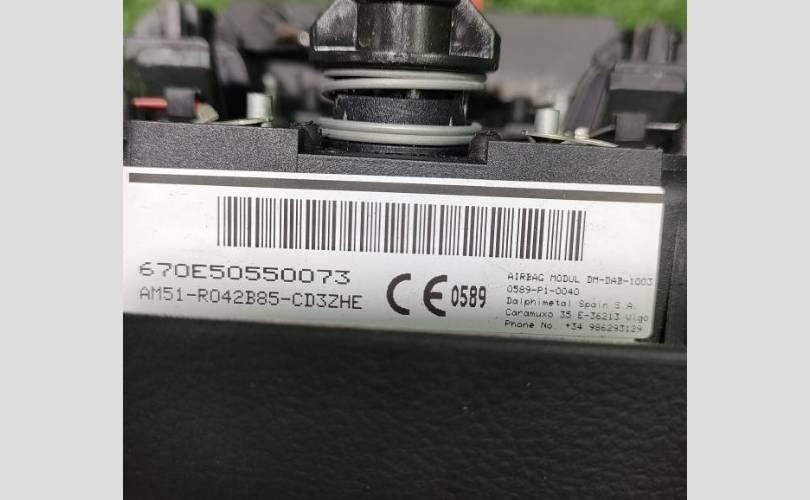 670E50550073
AM51-R042B85-CD3ZHE
CE 0589
AIRBAG MODUL DM-DAB-1003
0589-P1-0040
Dalphimetal Spain S.A.
Caramuxo 35 E-36213 Vigo
Phone No. +34 986293129